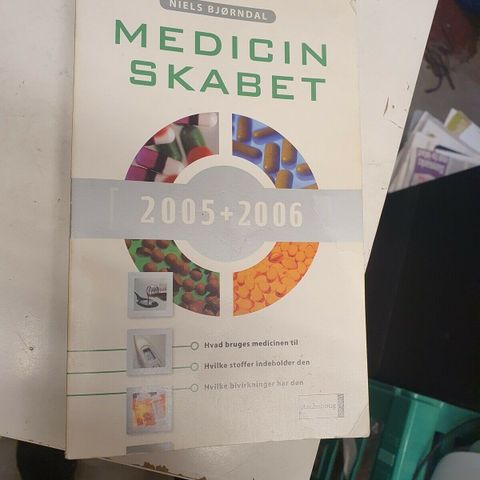 NIELS BJØRNDAL
MEDICIN
SKABET
2005+2006
Hvad bruges medicinen til
Hvilke stoffer indeholder den
Hvilke bivirkninger har den